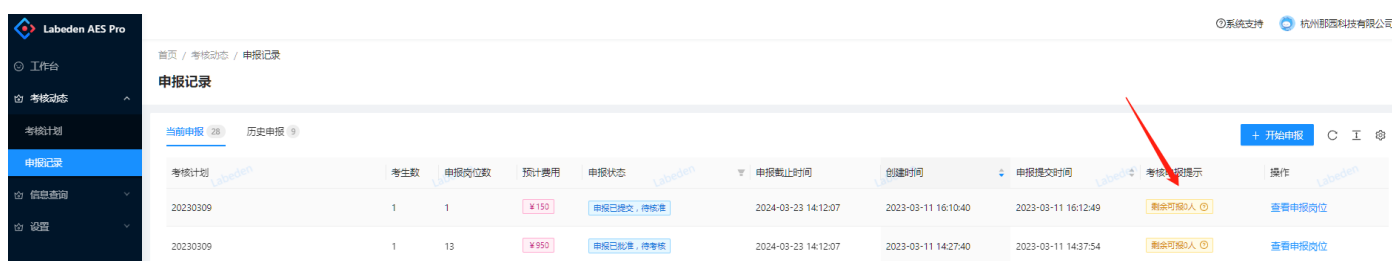 Labeden AES Pro
系统支持 杭州那园科技有限公司
首页 / 考核动态 / 申报记录
工作台
申报记录
考核动态
考核计划
当前申报 28 历史申报 9
+ 开始申报
申报记录
考核计划 考生数 申报岗位数 预计费用 申报状态 申报截止时间 创建时间 申报提交时间 考核申报提示 操作
信息查询
20230309 1 1 ¥150 申报已提交，待核准 2024-03-23 14:12:07 2023-03-11 16:10:40 2023-03-11 16:12:49 剩余可报0人 查看申报岗位
设置
20230309 1 13 ¥950 申报已批准，待考核 2024-03-23 14:12:07 2023-03-11 14:27:40 2023-03-11 14:37:54 剩余可报0人 查看申报岗位
Labeden Labeden Labeden Labeden Labeden Labeden